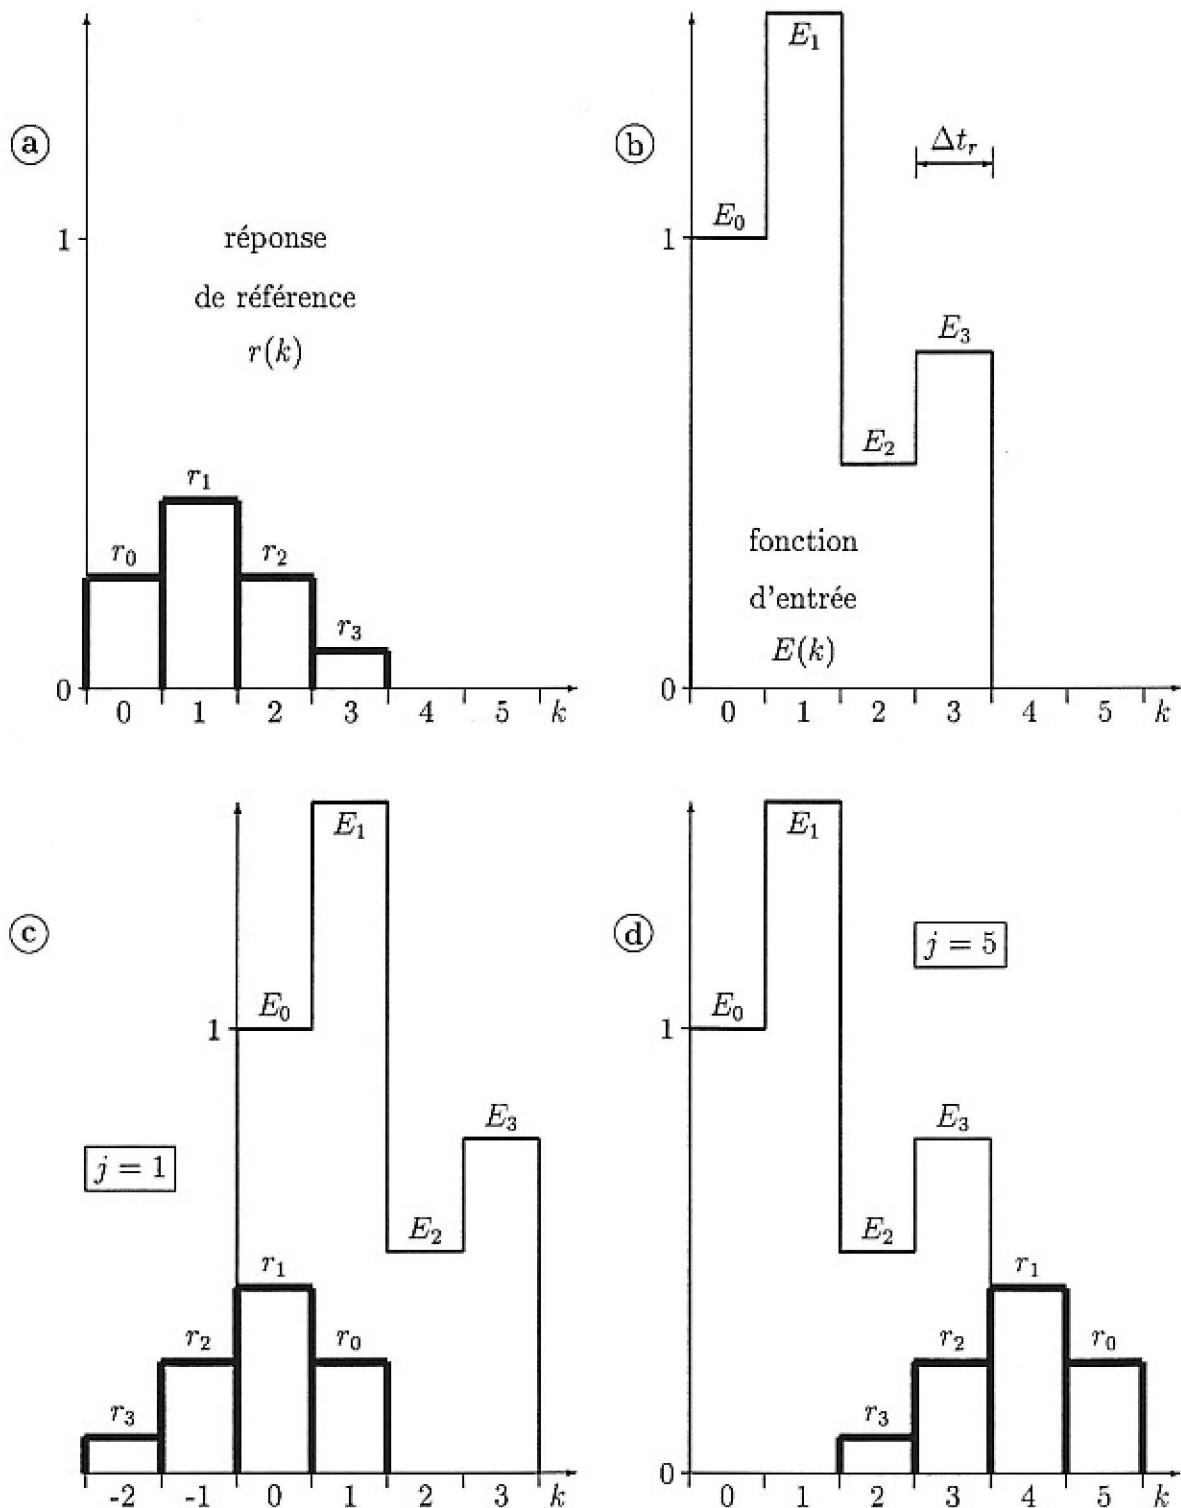 a
1
réponse
de référence
r(k)
r₀
r₁
r₂
r₃
0
0 1 2 3 4 5 k
b
Δtᵣ
1
E₀
E₁
E₂
E₃
fonction
d'entrée
E(k)
0
0 1 2 3 4 5 k
c
E₁
E₀
1
E₃
j = 1
E₂
r₁
r₂
r₀
r₃
-2 -1 0 1 2 3 k
d
E₁
j = 5
E₀
1
E₃
E₂
r₁
r₂
r₀
r₃
0
0 1 2 3 4 5 k